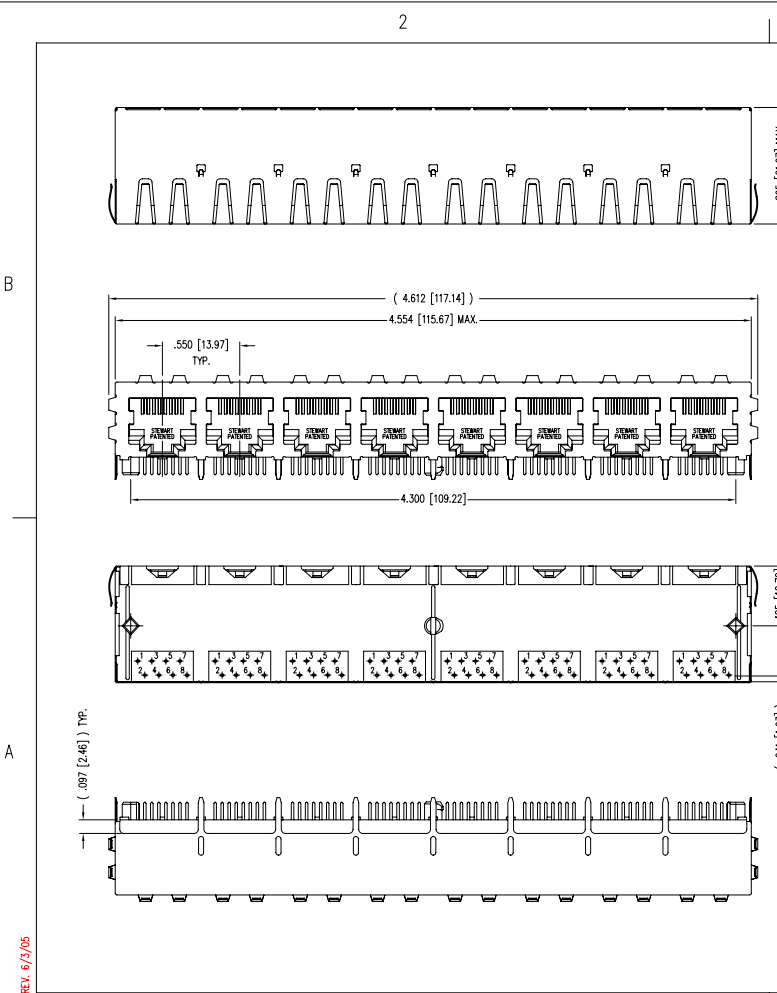 2
B
( 4.612 [117.14] )
4.554 [115.67] MAX.
.550 [13.97]
TYP.
STEWART
PATENTED
STEWART
PATENTED
STEWART
PATENTED
STEWART
PATENTED
STEWART
PATENTED
STEWART
PATENTED
STEWART
PATENTED
STEWART
PATENTED
4.300 [109.22]
1 3 5 7
2 4 6 8
1 3 5 7
2 4 6 8
1 3 5 7
2 4 6 8
1 3 5 7
2 4 6 8
1 3 5 7
2 4 6 8
1 3 5 7
2 4 6 8
1 3 5 7
2 4 6 8
1 3 5 7
2 4 6 8
A
( .097 [2.46] ) TYP.
REV. 6/3/05